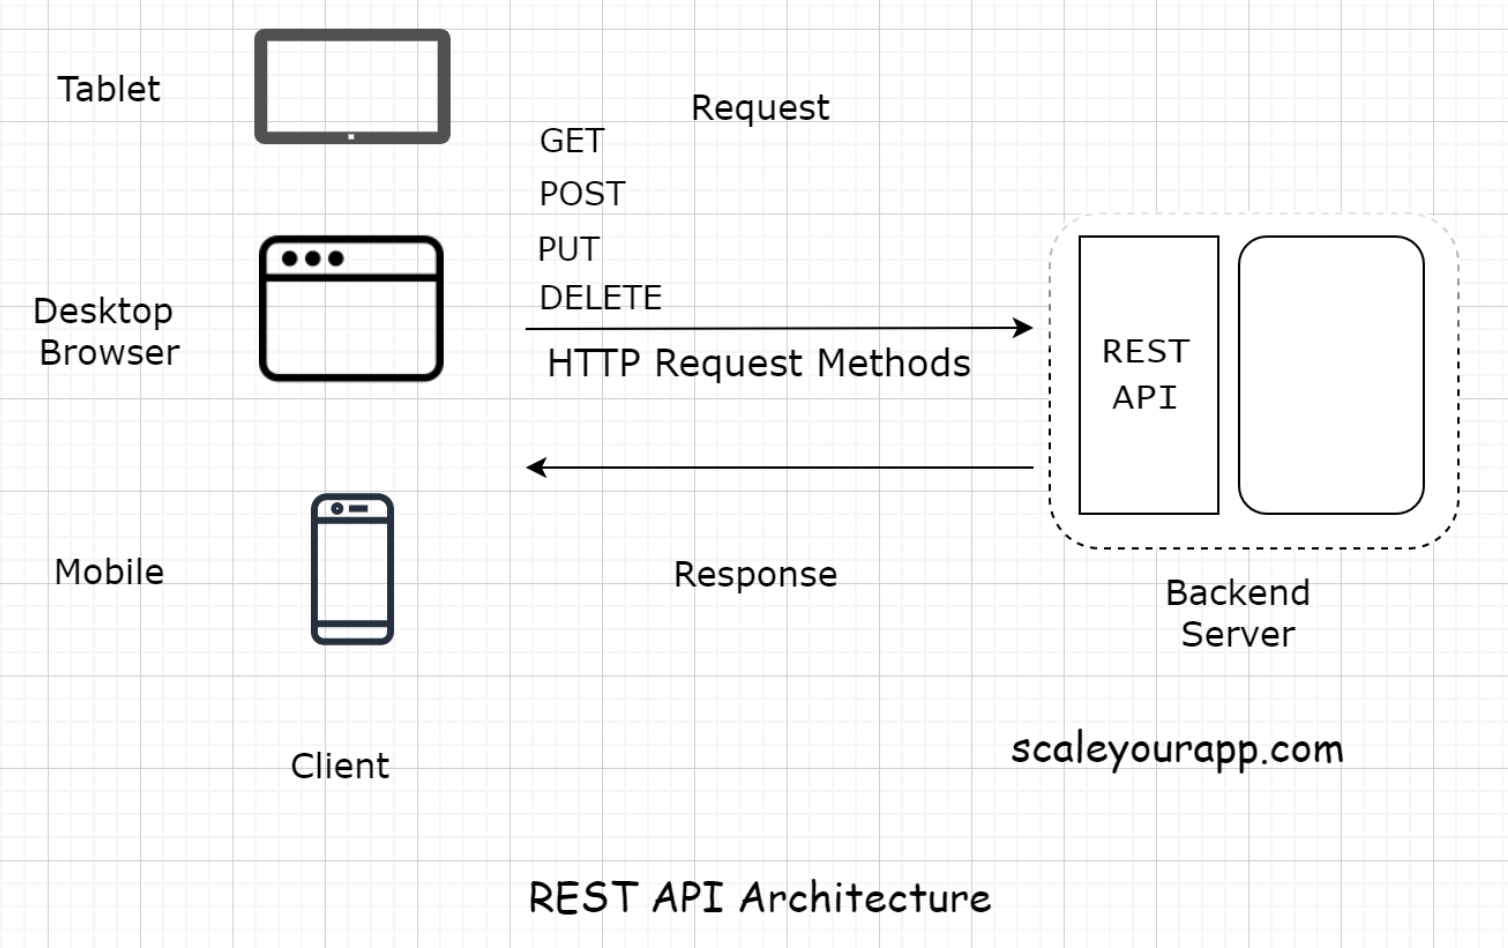 Tablet
Request
GET
POST
PUT
DELETE
Desktop
Browser
HTTP Request Methods
REST
API
Mobile
Response
Backend
Server
Client
scaleyourapp.com
REST API Architecture